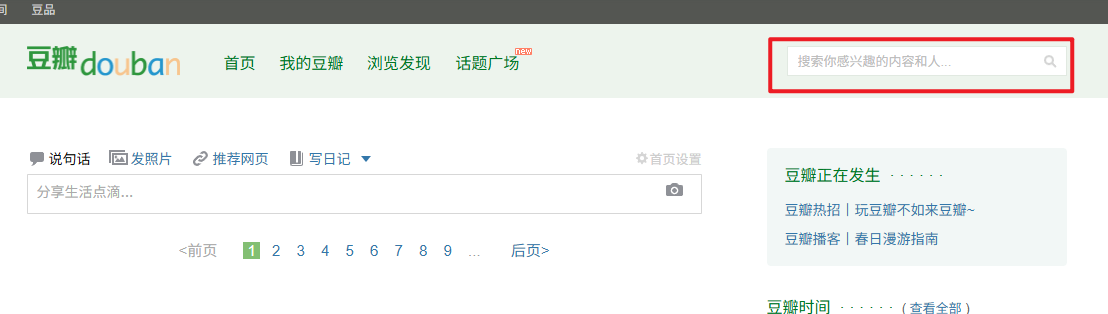 间 豆品
豆瓣douban 首页 我的豆瓣 浏览发现 话题广场 new 搜索你感兴趣的内容和人...
说句话 发照片 推荐网页 写日记 首页设置
分享生活点滴...
<前页 1 2 3 4 5 6 7 8 9 ... 后页>
豆瓣正在发生 · · · · · ·
豆瓣热招丨玩豆瓣不如来豆瓣~
豆瓣播客丨春日漫游指南
豆瓣时间 · · · · · · ( 查看全部 )